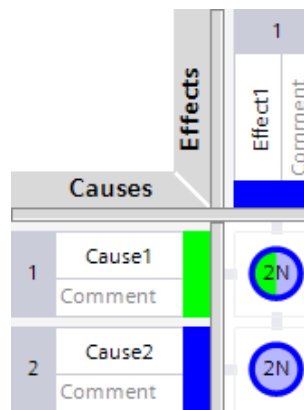 1
Effects
Effect1
Comment
Causes
1
Cause1
Comment
2N
2
Cause2
Comment
2N